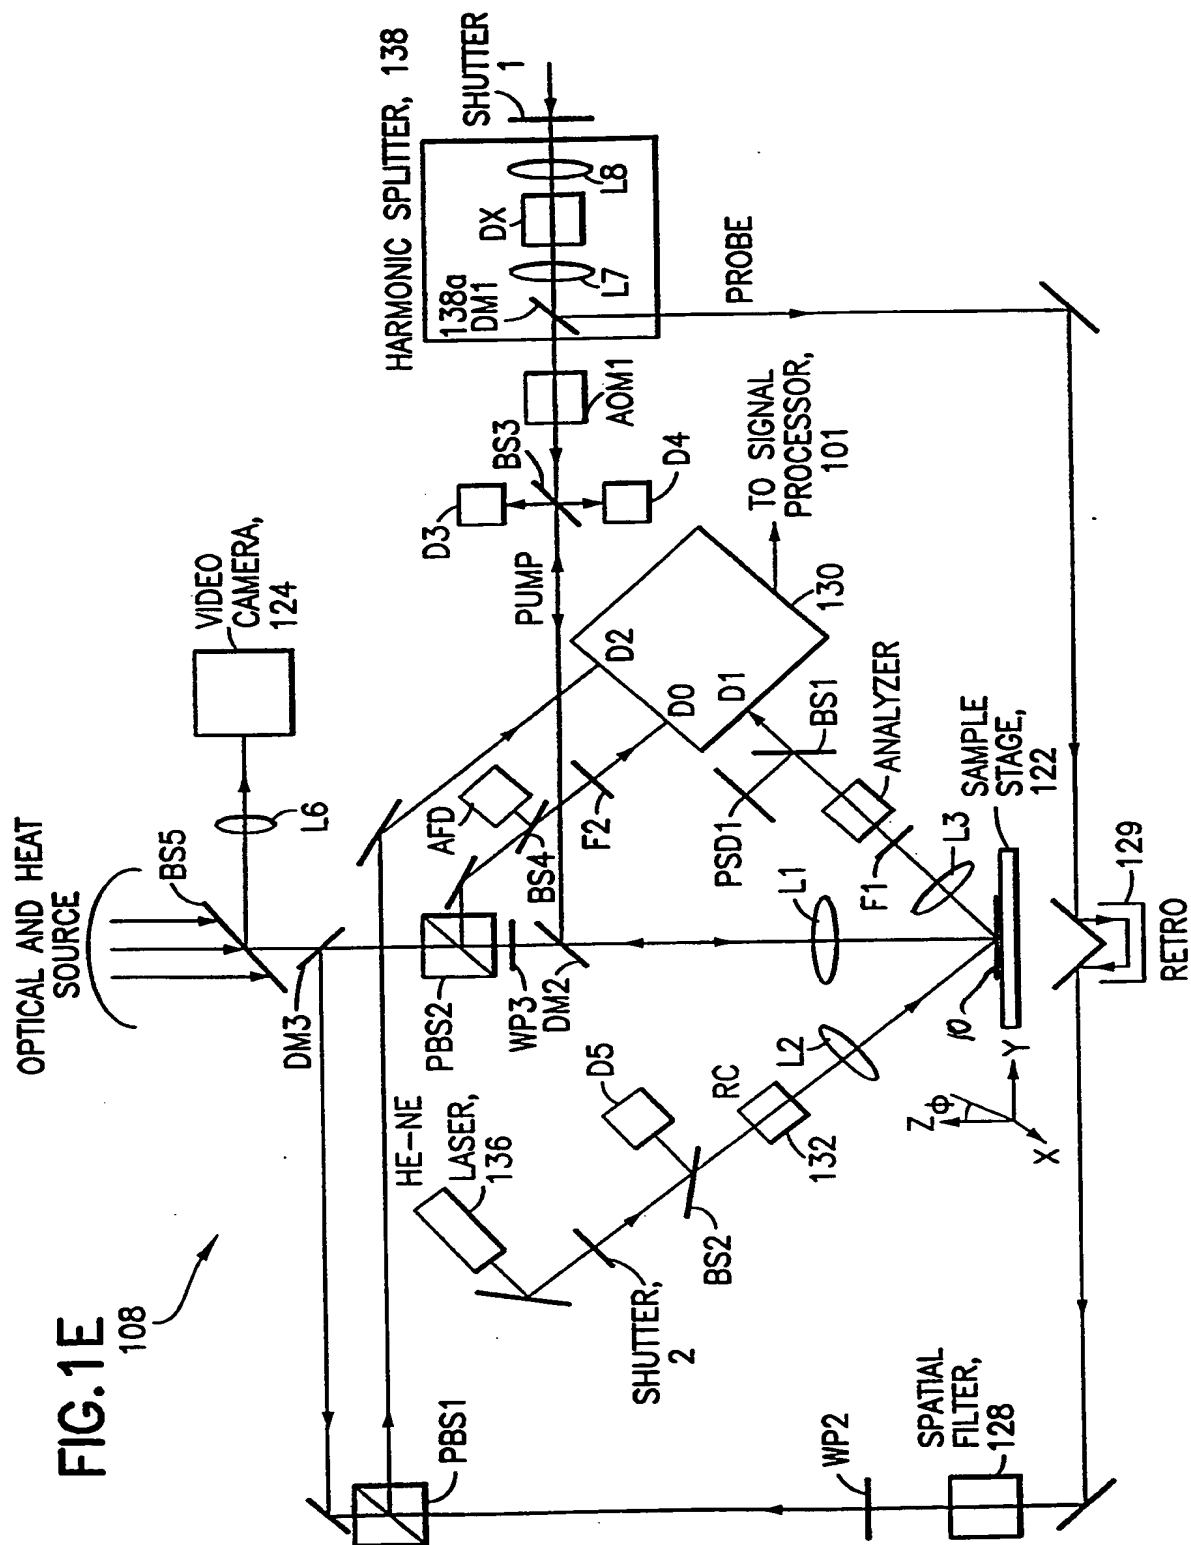 FIG.1E
108
OPTICAL AND HEAT
SOURCE
BS5
VIDEO
CAMERA,
124
L6
DM3
HARMONIC SPLITTER, 138
SHUTTER
1
138a
DM1
DX
L7
L8
AOM1
BS3
D3
D4
PUMP
PROBE
AFD
BS4
F2
PBS2
WP3
DM2
D2
D0
D1
130
TO SIGNAL
PROCESSOR,
101
BS1
PSD1
ANALYZER
F1
L3
L1
HE-NE
LASER,
136
D5
RC
132
L2
BS2
SHUTTER,
2
10
SAMPLE
STAGE,
122
129
RETRO
Z
ϕ
Y
X
PBS1
WP2
SPATIAL
FILTER,
128